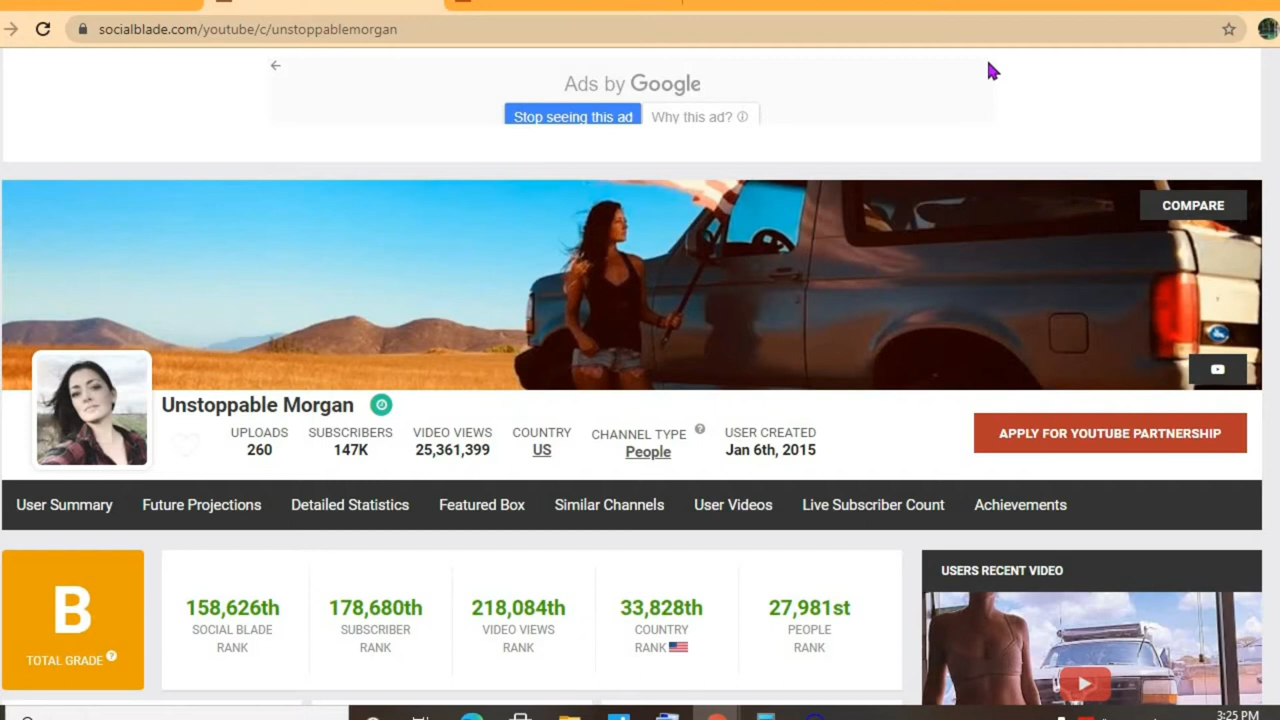 socialblade.com/youtube/c/unstoppablemorgan
Ads by Google
Stop seeing this ad Why this ad?
COMPARE
Unstoppable Morgan
UPLOADS SUBSCRIBERS VIDEO VIEWS COUNTRY CHANNEL TYPE USER CREATED
260 147K 25,361,399 US People Jan 6th, 2015
APPLY FOR YOUTUBE PARTNERSHIP
User Summary Future Projections Detailed Statistics Featured Box Similar Channels User Videos Live Subscriber Count Achievements
B
TOTAL GRADE
158,626th 178,680th 218,084th 33,828th 27,981st
SOCIAL BLADE SUBSCRIBER VIDEO VIEWS COUNTRY PEOPLE
RANK RANK RANK RANK RANK
USERS RECENT VIDEO
3:25 PM